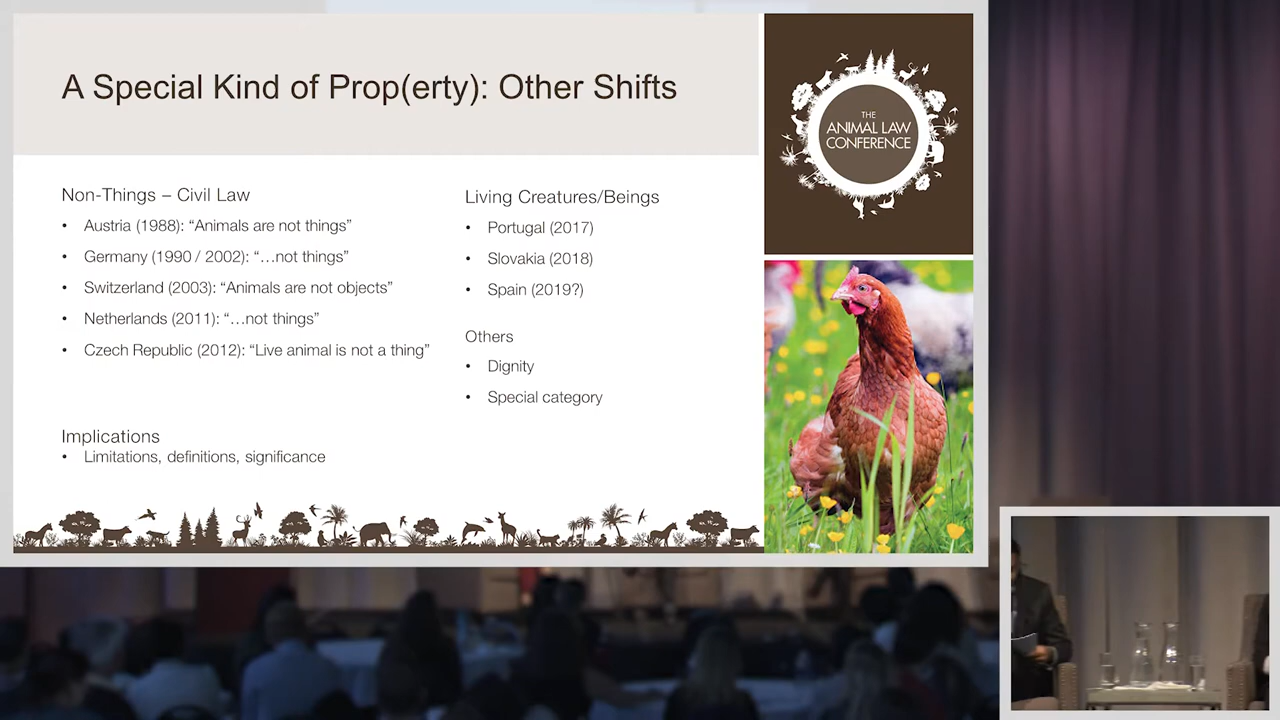 A Special Kind of Prop(erty): Other Shifts
Non-Things – Civil Law
• Austria (1988): “Animals are not things”
• Germany (1990 / 2002): “…not things”
• Switzerland (2003): “Animals are not objects”
• Netherlands (2011): “…not things”
• Czech Republic (2012): “Live animal is not a thing”
Implications
• Limitations, definitions, significance
Living Creatures/Beings
• Portugal (2017)
• Slovakia (2018)
• Spain (2019?)
Others
• Dignity
• Special category
THE
ANIMAL LAW
CONFERENCE